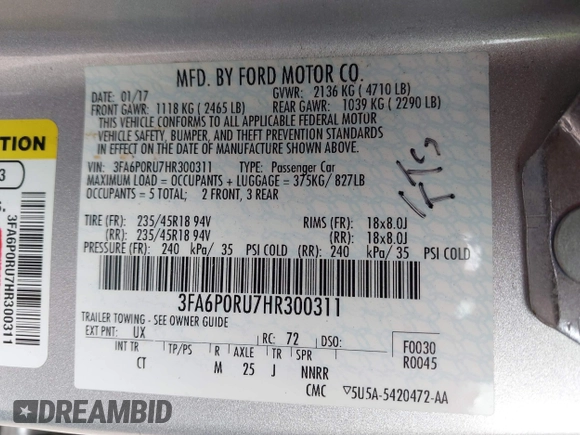 MFD. BY FORD MOTOR CO.
DATE: 01/17 GVWR: 2136 KG ( 4710 LB)
FRONT GAWR: 1118 KG ( 2465 LB) REAR GAWR: 1039 KG ( 2290 LB)
THIS VEHICLE CONFORMS TO ALL APPLICABLE FEDERAL MOTOR
VEHICLE SAFETY, BUMPER, AND THEFT PREVENTION STANDARDS
IN EFFECT ON THE DATE OF MANUFACTURE SHOWN ABOVE.
VIN: 3FA6P0RU7HR300311 TYPE: Passenger Car
MAXIMUM LOAD = OCCUPANTS + LUGGAGE = 375KG/ 827LB
OCCUPANTS = 5 TOTAL; 2 FRONT, 3 REAR
TIRE (FR): 235/45R18 94V RIMS (FR): 18x8.0J
(RR): 235/45R18 94V (RR): 18x8.0J
PRESSURE (FR): 240 kPa/ 35 PSI COLD (RR): 240 kPa/ 35 PSI COLD
3FA6P0RU7HR300311
TRAILER TOWING - SEE OWNER GUIDE
EXT PNT: UX RC: 72 DSO: F0030
INT TR TP/PS R AXLE TR SPR R0045
CT M 25 J NNRR
CMC 5U5A-5420472-AA
TION
3
3FA6P0RU7HR300311
DREAMBID